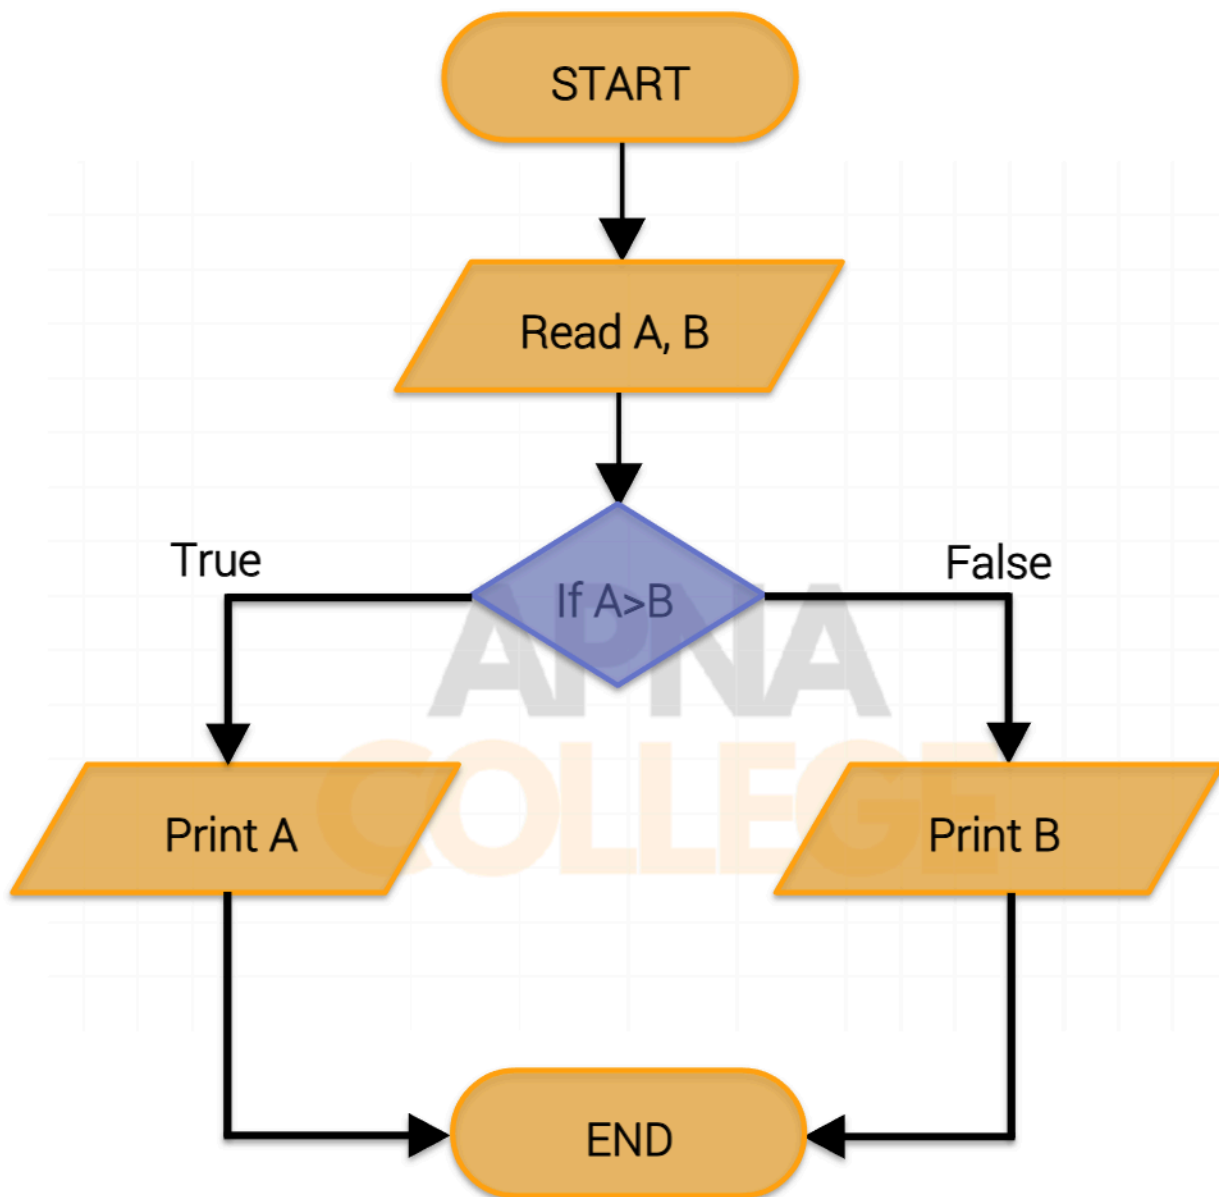 START
Read A, B
True
False
If A>B
APNA
COLLEGE
Print A
Print B
END